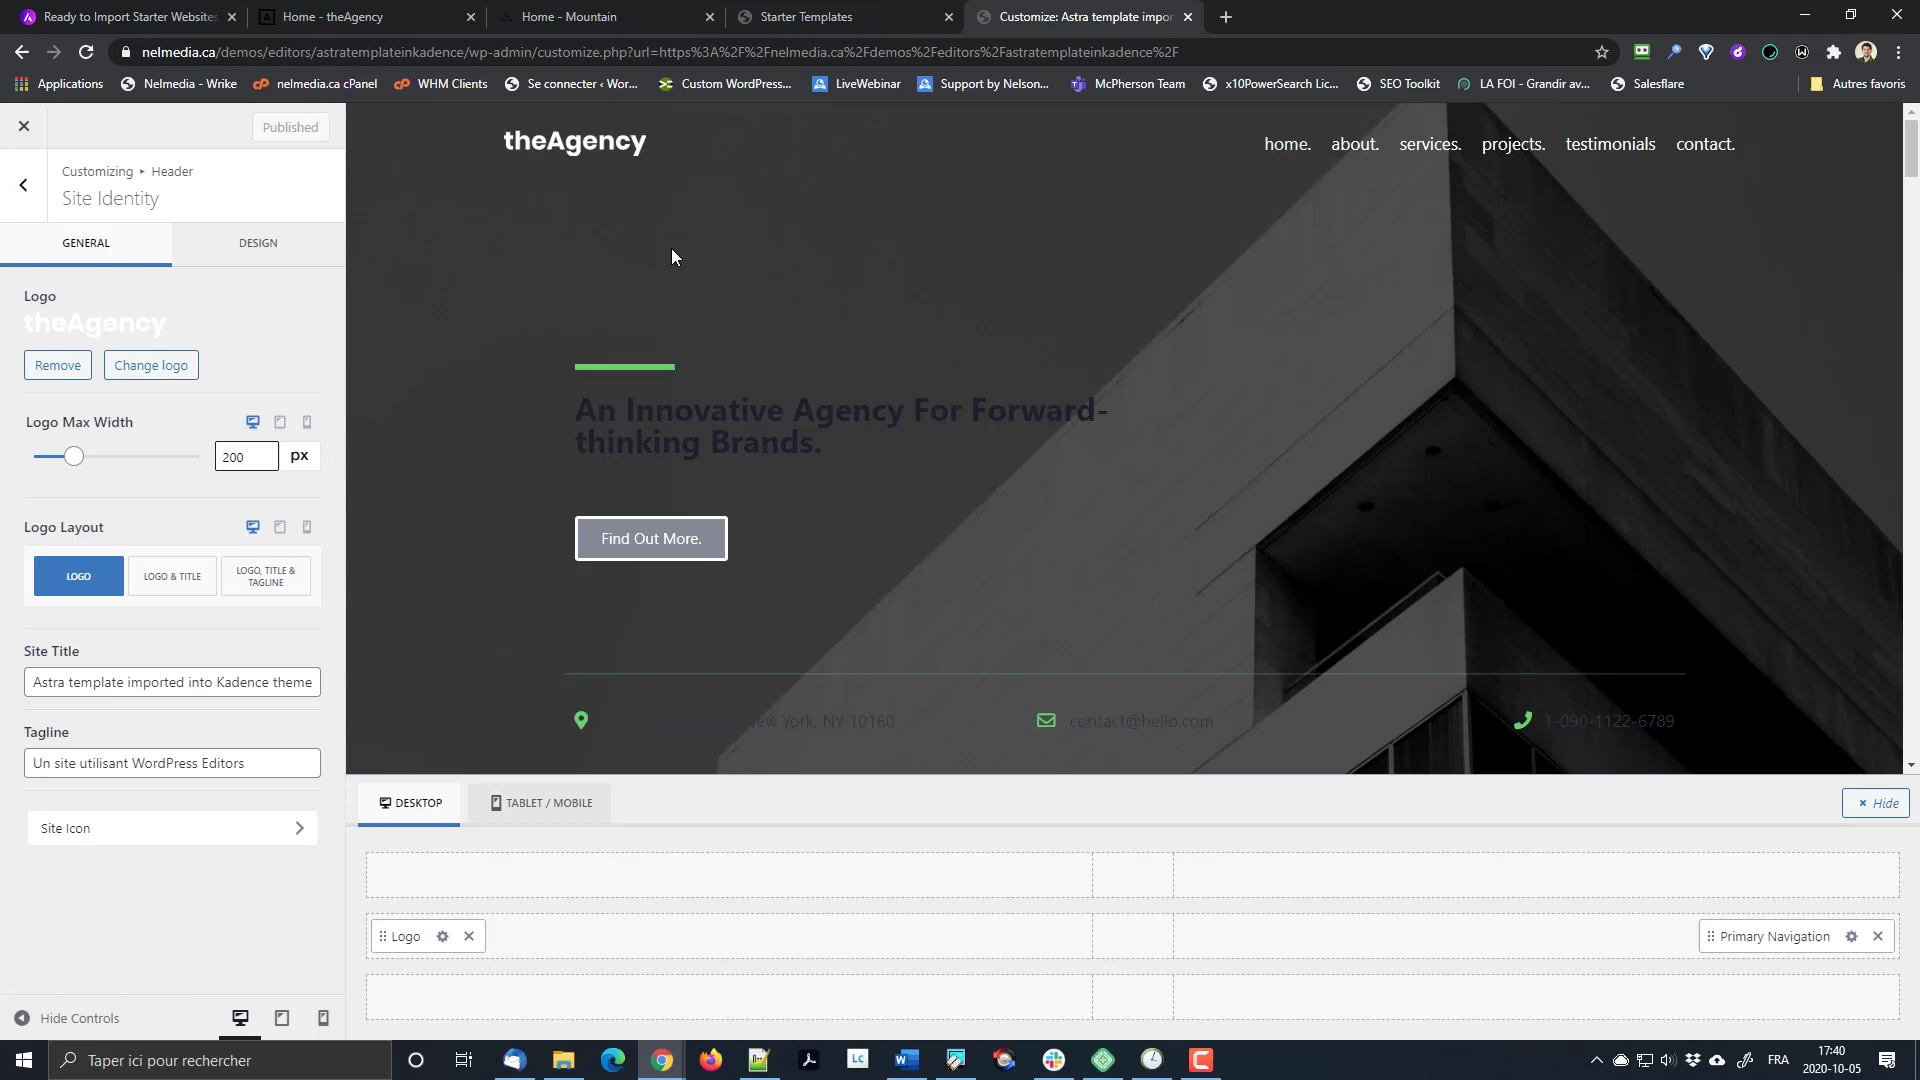 Ready to Import Starter Websites
Home - theAgency
Home - Mountain
Starter Templates
Customize: Astra template impor
nelmedia.ca/demos/editors/astratemplateinkadence/wp-admin/customize.php?url=https%3A%2F%2Fnelmedia.ca%2Fdemos%2Feditors%2Fastratemplateinkadence%2F
Applications
Nelmedia - Wrike
nelmedia.ca cPanel
WHM Clients
Se connecter ‹ Wor...
Custom WordPress...
LiveWebinar
Support by Nelson...
McPherson Team
x10PowerSearch Lic...
SEO Toolkit
LA FOI - Grandir av...
Salesflare
Autres favoris
Published
Customizing ▸ Header
Site Identity
GENERAL
DESIGN
Logo
theAgency
Remove
Change logo
Logo Max Width
200
px
Logo Layout
LOGO
LOGO & TITLE
LOGO, TITLE &
TAGLINE
Site Title
Astra template imported into Kadence theme
Tagline
Un site utilisant WordPress Editors
Site Icon
Hide Controls
theAgency
home.
about.
services.
projects.
testimonials
contact.
An Innovative Agency For Forward-
thinking Brands.
Find Out More.
York, NY 10160
contact@hello.com
1-090-1122-6789
DESKTOP
TABLET / MOBILE
× Hide
Logo
Primary Navigation
Taper ici pour rechercher
LC
FRA
17:40
2020-10-05